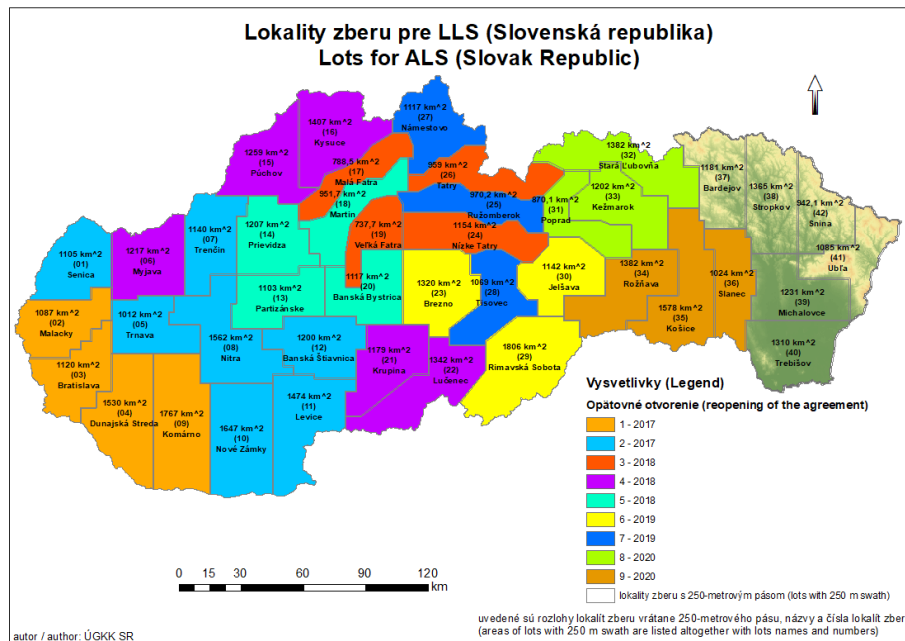 Lokality zberu pre LLS (Slovenská republika)
Lots for ALS (Slovak Republic)
1117 km^2
(27)
Námestovo
1407 km^2
(16)
Kysuce
1259 km^2
(15)
Púchov
788,5 km^2
(17)
Malá Fatra
959 km^2
(26)
Tatry
1382 km^2
(32)
Stará Ľubovňa
1181 km^2
(37)
Bardejov
1365 km^2
(38)
Stropkov
942,1 km^2
(42)
Snina
951,7 km^2
(18)
Martin
970,2 km^2
(25)
Ružomberok
870,1 km^2
(31)
Poprad
1202 km^2
(33)
Kežmarok
1207 km^2
(14)
Prievidza
737,7 km^2
(19)
Veľká Fatra
1154 km^2
(24)
Nízke Tatry
1140 km^2
(07)
Trenčín
1217 km^2
(06)
Myjava
1105 km^2
(01)
Senica
1085 km^2
(41)
Ubľa
1142 km^2
(30)
Jelšava
1382 km^2
(34)
Rožňava
1024 km^2
(36)
Slanec
1117 km^2
(20)
Banská Bystrica
1320 km^2
(23)
Brezno
1069 km^2
(28)
Tisovec
1103 km^2
(13)
Partizánske
1231 km^2
(39)
Michalovce
1087 km^2
(02)
Malacky
1012 km^2
(05)
Trnava
1578 km^2
(35)
Košice
1562 km^2
(08)
Nitra
1200 km^2
(12)
Banská Štiavnica
1310 km^2
(40)
Trebišov
1806 km^2
(29)
Rimavská Sobota
1179 km^2
(21)
Krupina
1342 km^2
(22)
Lučenec
1120 km^2
(03)
Bratislava
1530 km^2
(04)
Dunajská Streda
1767 km^2
(09)
Komárno
1474 km^2
(11)
Levice
1647 km^2
(10)
Nové Zámky
Vysvetlivky (Legend)
Opätovné otvorenie (reopening of the agreement)
1 - 2017
2 - 2017
3 - 2018
4 - 2018
5 - 2018
6 - 2019
7 - 2019
8 - 2020
9 - 2020
lokality zberu s 250-metrovým pásom (lots with 250 m swath)
0 15 30 60 90 120
km
uvedené sú rozlohy lokalít zberu vrátane 250-metrového pásu, názvy a čísla lokalít zber
(areas of lots with 250 m swath are listed altogether with lots names and numbers)
autor / author: ÚGKK SR